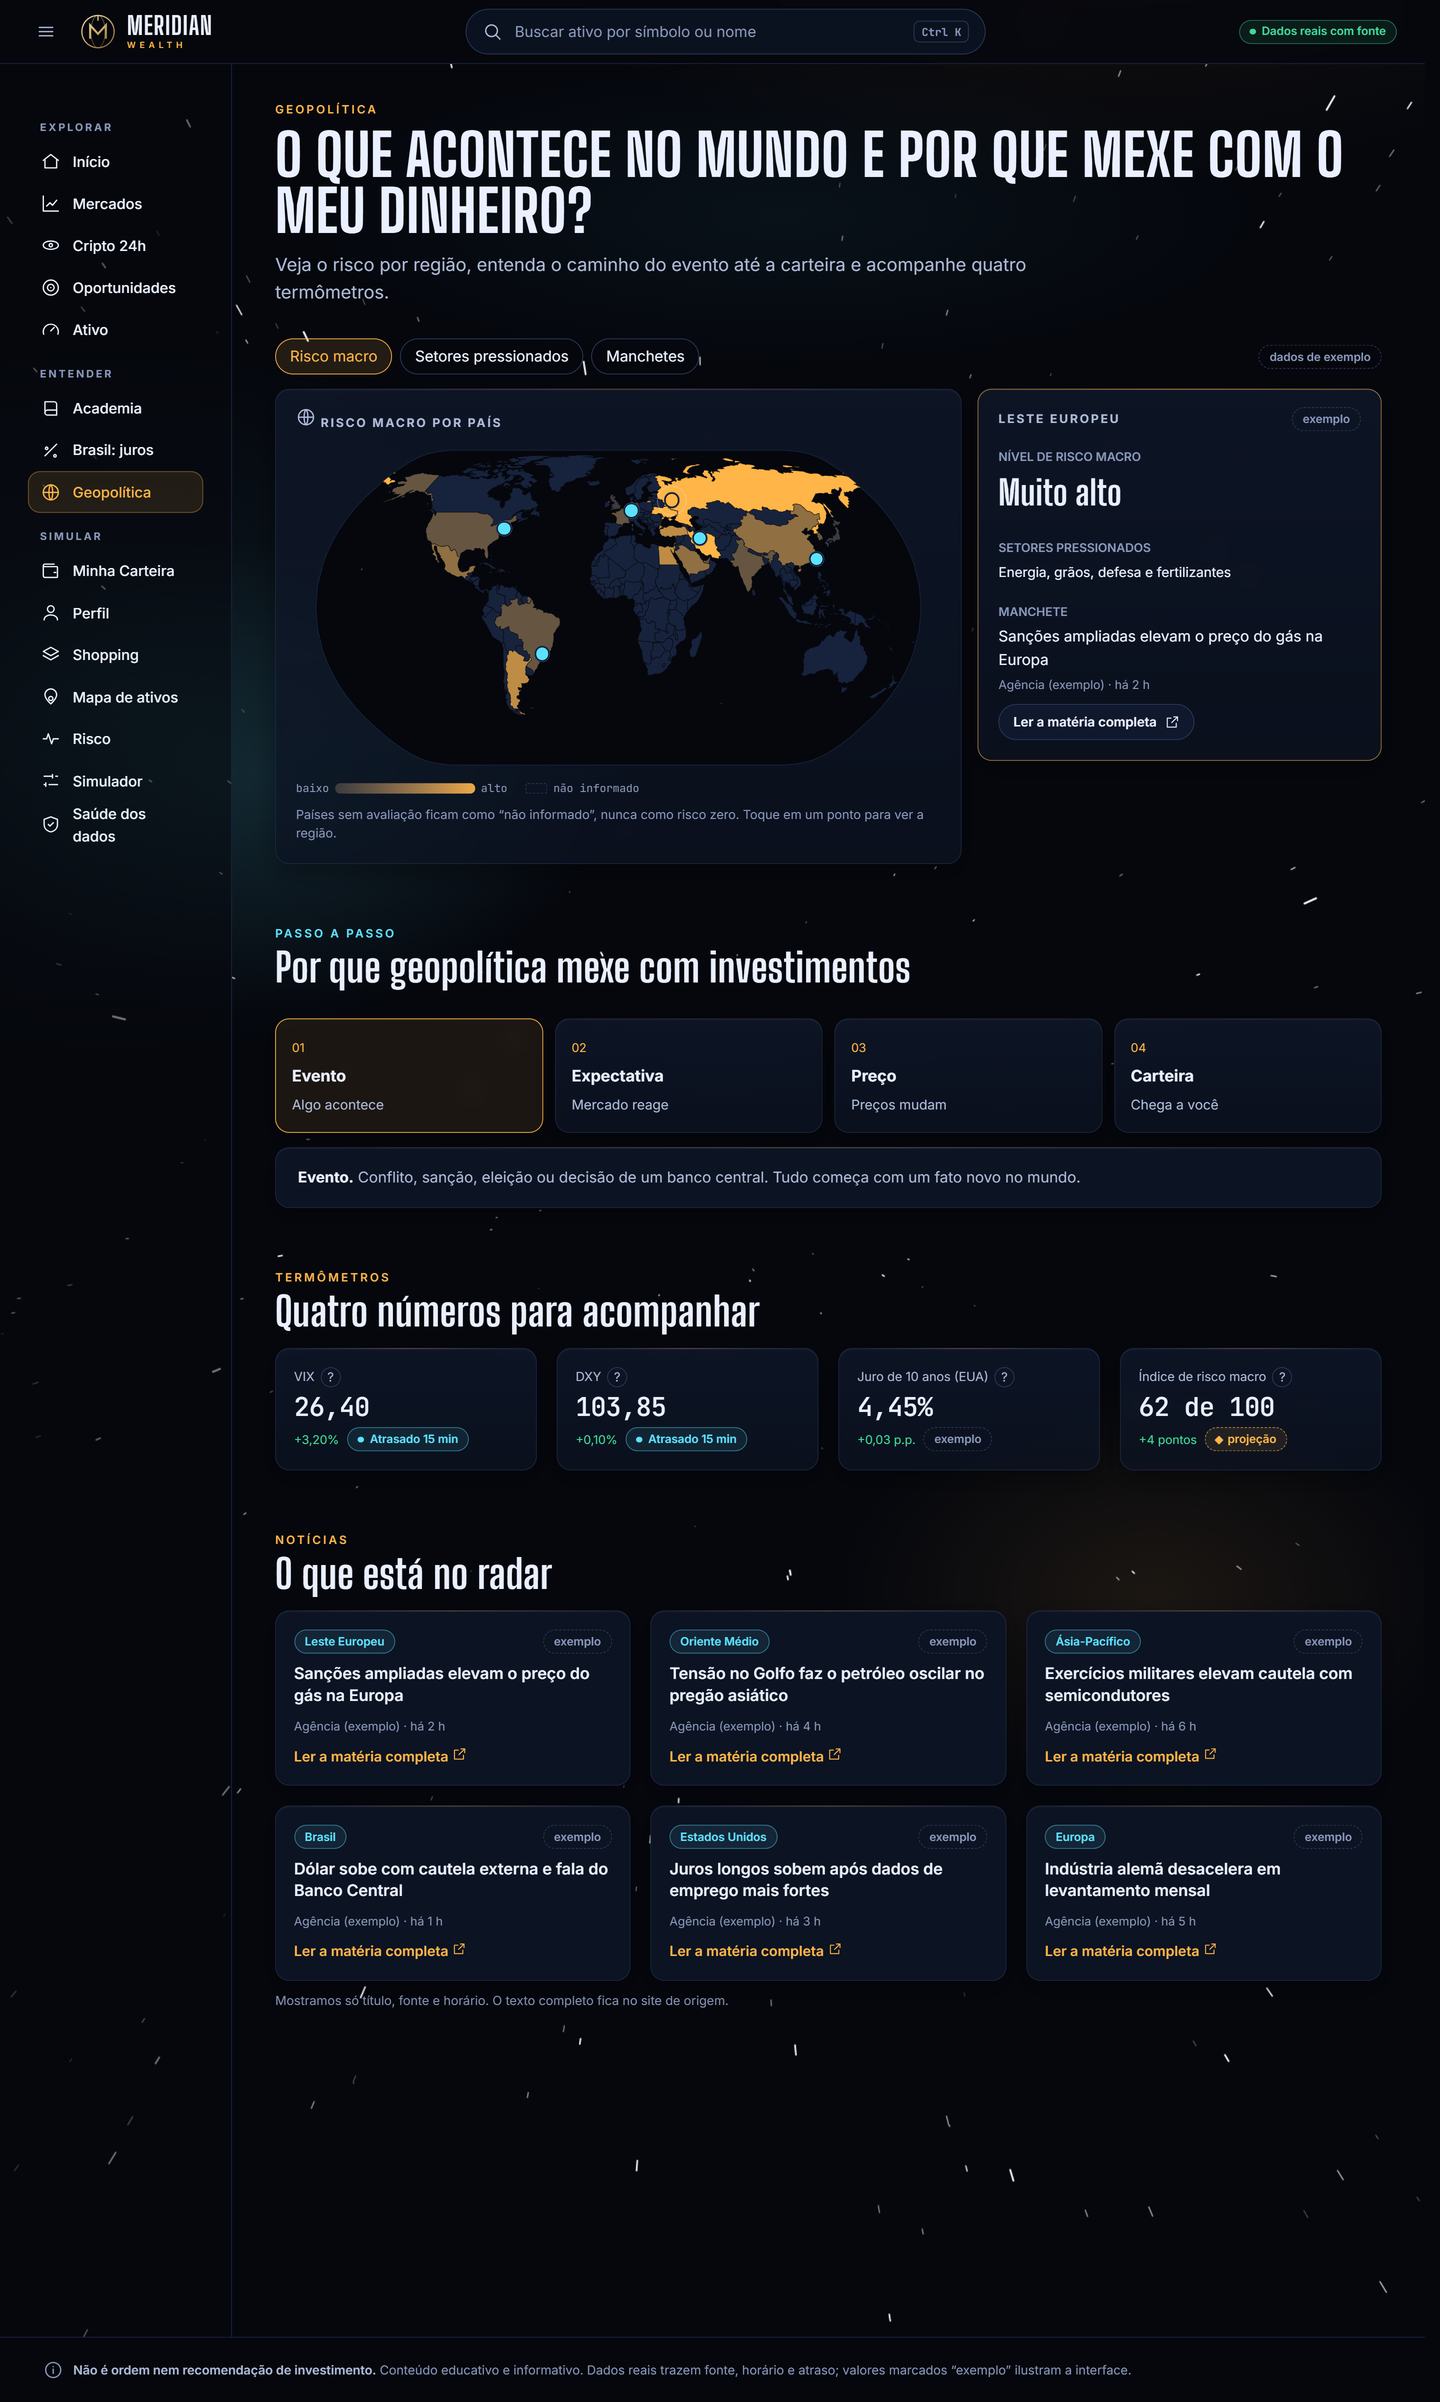 MERIDIAN
WEALTH
Buscar ativo por símbolo ou nome
Ctrl K
Dados reais com fonte
EXPLORAR
Início
Mercados
Cripto 24h
Oportunidades
Ativo
ENTENDER
Academia
Brasil: juros
Geopolítica
SIMULAR
Minha Carteira
Perfil
Shopping
Mapa de ativos
Risco
Simulador
Saúde dos
dados
GEOPOLÍTICA
O QUE ACONTECE NO MUNDO E POR QUE MEXE COM O
MEU DINHEIRO?
Veja o risco por região, entenda o caminho do evento até a carteira e acompanhe quatro
termômetros.
Risco macro
Setores pressionados
Manchetes
dados de exemplo
RISCO MACRO POR PAÍS
baixo
alto
não informado
Países sem avaliação ficam como “não informado”, nunca como risco zero. Toque em um ponto para ver a
região.
LESTE EUROPEU
exemplo
NÍVEL DE RISCO MACRO
Muito alto
SETORES PRESSIONADOS
Energia, grãos, defesa e fertilizantes
MANCHETE
Sanções ampliadas elevam o preço do gás na
Europa
Agência (exemplo) · há 2 h
Ler a matéria completa
PASSO A PASSO
Por que geopolítica mexe com investimentos
01
Evento
Algo acontece
02
Expectativa
Mercado reage
03
Preço
Preços mudam
04
Carteira
Chega a você
Evento. Conflito, sanção, eleição ou decisão de um banco central. Tudo começa com um fato novo no mundo.
TERMÔMETROS
Quatro números para acompanhar
VIX ?
26,40
+3,20% Atrasado 15 min
DXY ?
103,85
+0,10% Atrasado 15 min
Juro de 10 anos (EUA) ?
4,45%
+0,03 p.p. exemplo
Índice de risco macro ?
62 de 100
+4 pontos projeção
NOTÍCIAS
O que está no radar
Leste Europeu
exemplo
Sanções ampliadas elevam o preço do
gás na Europa
Agência (exemplo) · há 2 h
Ler a matéria completa
Oriente Médio
exemplo
Tensão no Golfo faz o petróleo oscilar no
pregão asiático
Agência (exemplo) · há 4 h
Ler a matéria completa
Ásia-Pacífico
exemplo
Exercícios militares elevam cautela com
semicondutores
Agência (exemplo) · há 6 h
Ler a matéria completa
Brasil
exemplo
Dólar sobe com cautela externa e fala do
Banco Central
Agência (exemplo) · há 1 h
Ler a matéria completa
Estados Unidos
exemplo
Juros longos sobem após dados de
emprego mais fortes
Agência (exemplo) · há 3 h
Ler a matéria completa
Europa
exemplo
Indústria alemã desacelera em
levantamento mensal
Agência (exemplo) · há 5 h
Ler a matéria completa
Mostramos só título, fonte e horário. O texto completo fica no site de origem.
Não é ordem nem recomendação de investimento. Conteúdo educativo e informativo. Dados reais trazem fonte, horário e atraso; valores marcados “exemplo” ilustram a interface.